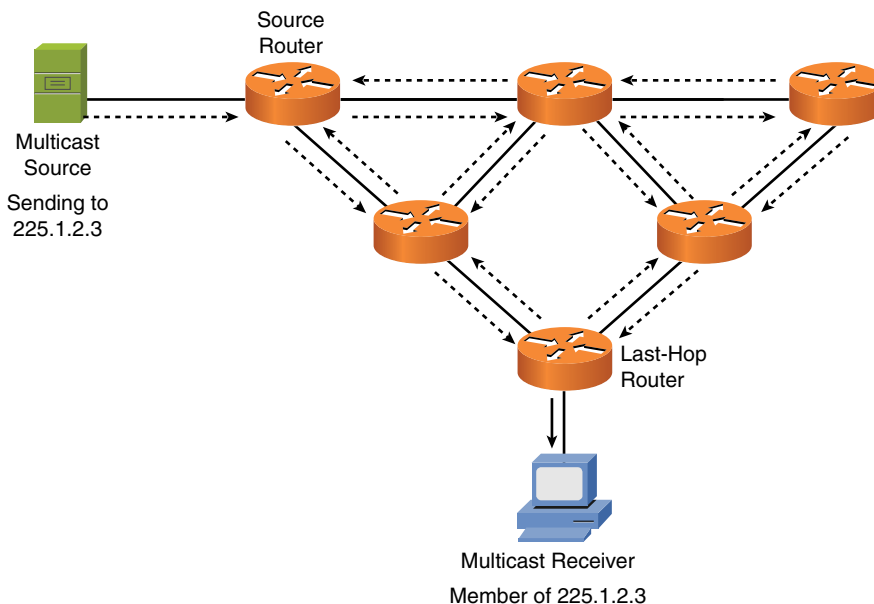 Source
Router
Multicast
Source
Sending to
225.1.2.3
Last-Hop
Router
Multicast Receiver
Member of 225.1.2.3